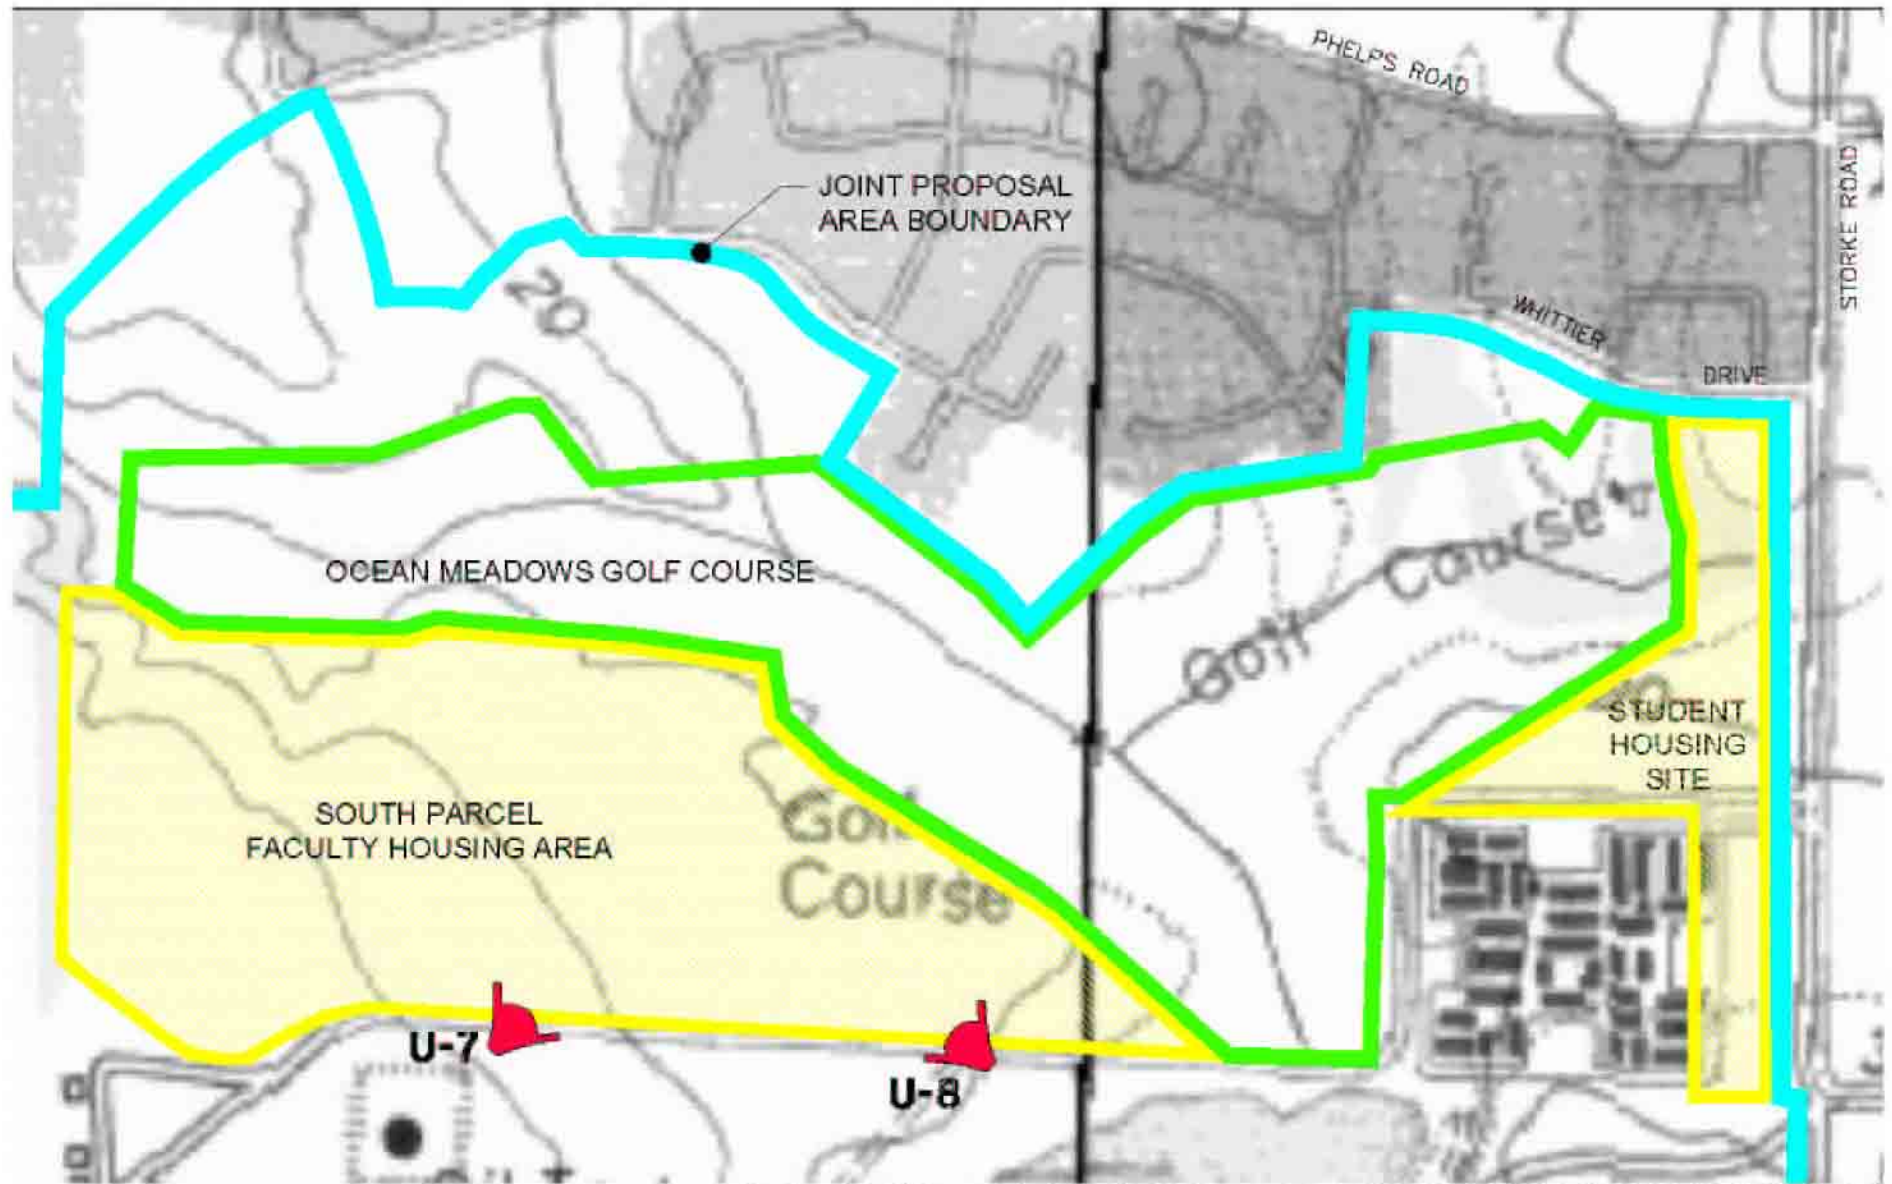 PHELPS ROAD
STORKE ROAD
JOINT PROPOSAL
AREA BOUNDARY
20
WHITTIER
DRIVE
Golf Course
OCEAN MEADOWS GOLF COURSE
STUDENT
HOUSING
SITE
SOUTH PARCEL
FACULTY HOUSING AREA
Golf
Course
U-7
U-8